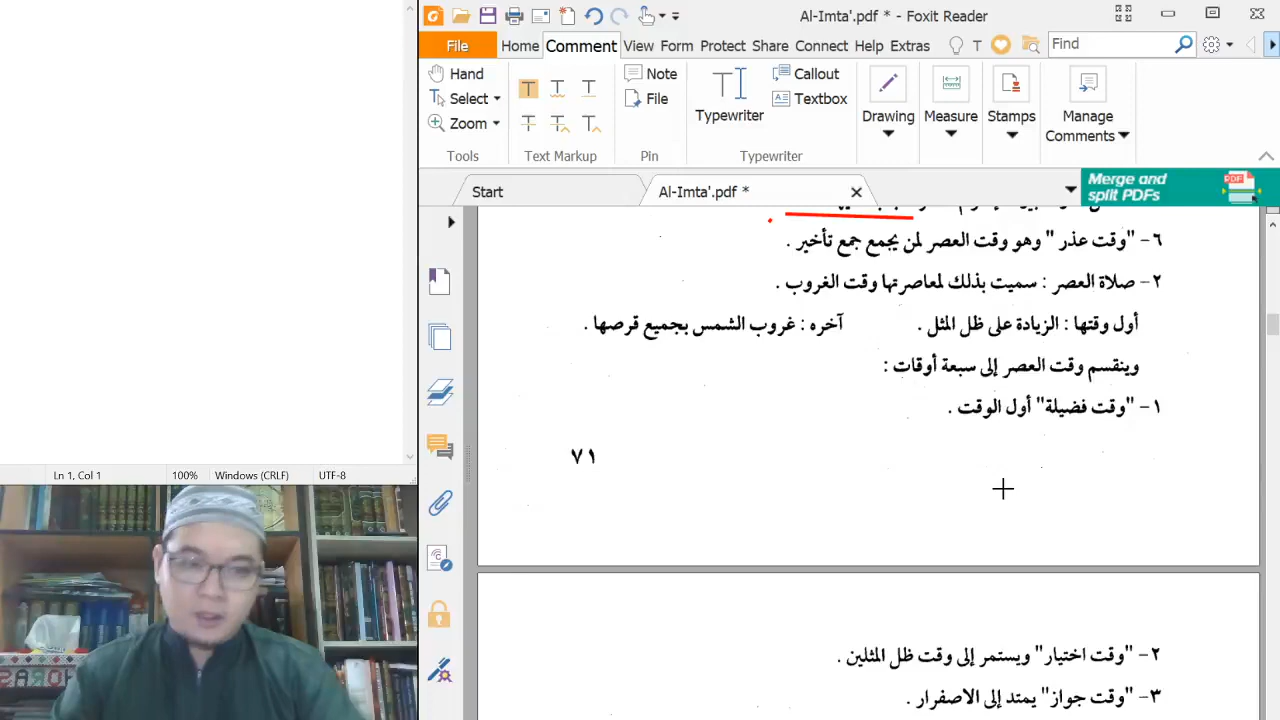 Al-Imta'.pdf * - Foxit Reader
File Home Comment View Form Protect Share Connect Help Extras Find
Hand
Select
Zoom
Tools
Text Markup
Note
File
Pin
Typewriter
Callout
Textbox
Typewriter
Drawing
Measure
Stamps
Manage
Comments
Start
Al-Imta'.pdf *
Merge and
split PDFs
PDF
٦- "وقت عذر" وهو وقت العصر لمن يجمع جمع تأخير .
٢- صلاة العصر : سميت بذلك لمعاصرتها وقت الغروب .
أول وقتها : الزيادة على ظل المثل . آخره : غروب الشمس بجميع قرصها .
وينقسم وقت العصر إلى سبعة أوقات :
١- "وقت فضيلة" أول الوقت .
٧١
٢- "وقت اختيار" ويستمر إلى وقت ظل المثلين .
٣- "وقت جواز" يمتد إلى الاصفرار .
Ln 1, Col 1 100% Windows (CRLF) UTF-8